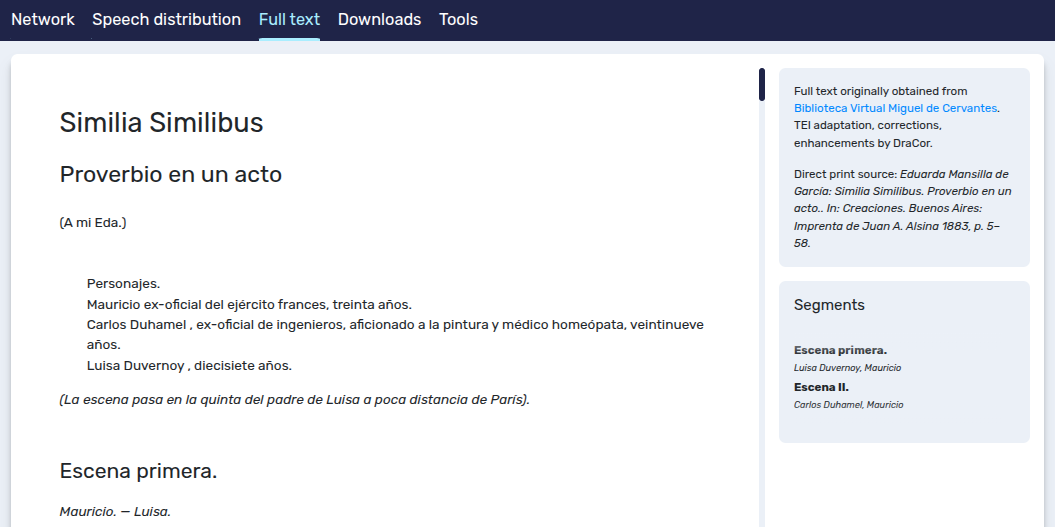 Network Speech distribution Full text Downloads Tools
Similia Similibus
Proverbio en un acto
(A mi Eda.)
Personajes.
Mauricio ex-oficial del ejército frances, treinta años.
Carlos Duhamel , ex-oficial de ingenieros, aficionado a la pintura y médico homeópata, veintinueve
años.
Luisa Duvernoy , diecisiete años.
(La escena pasa en la quinta del padre de Luisa a poca distancia de París).
Escena primera.
Mauricio. — Luisa.
Full text originally obtained from
Biblioteca Virtual Miguel de Cervantes.
TEI adaptation, corrections,
enhancements by DraCor.
Direct print source: Eduarda Mansilla de
García: Similia Similibus. Proverbio en un
acto.. In: Creaciones. Buenos Aires:
Imprenta de Juan A. Alsina 1883, p. 5–
58.
Segments
Escena primera.
Luisa Duvernoy, Mauricio
Escena II.
Carlos Duhamel, Mauricio